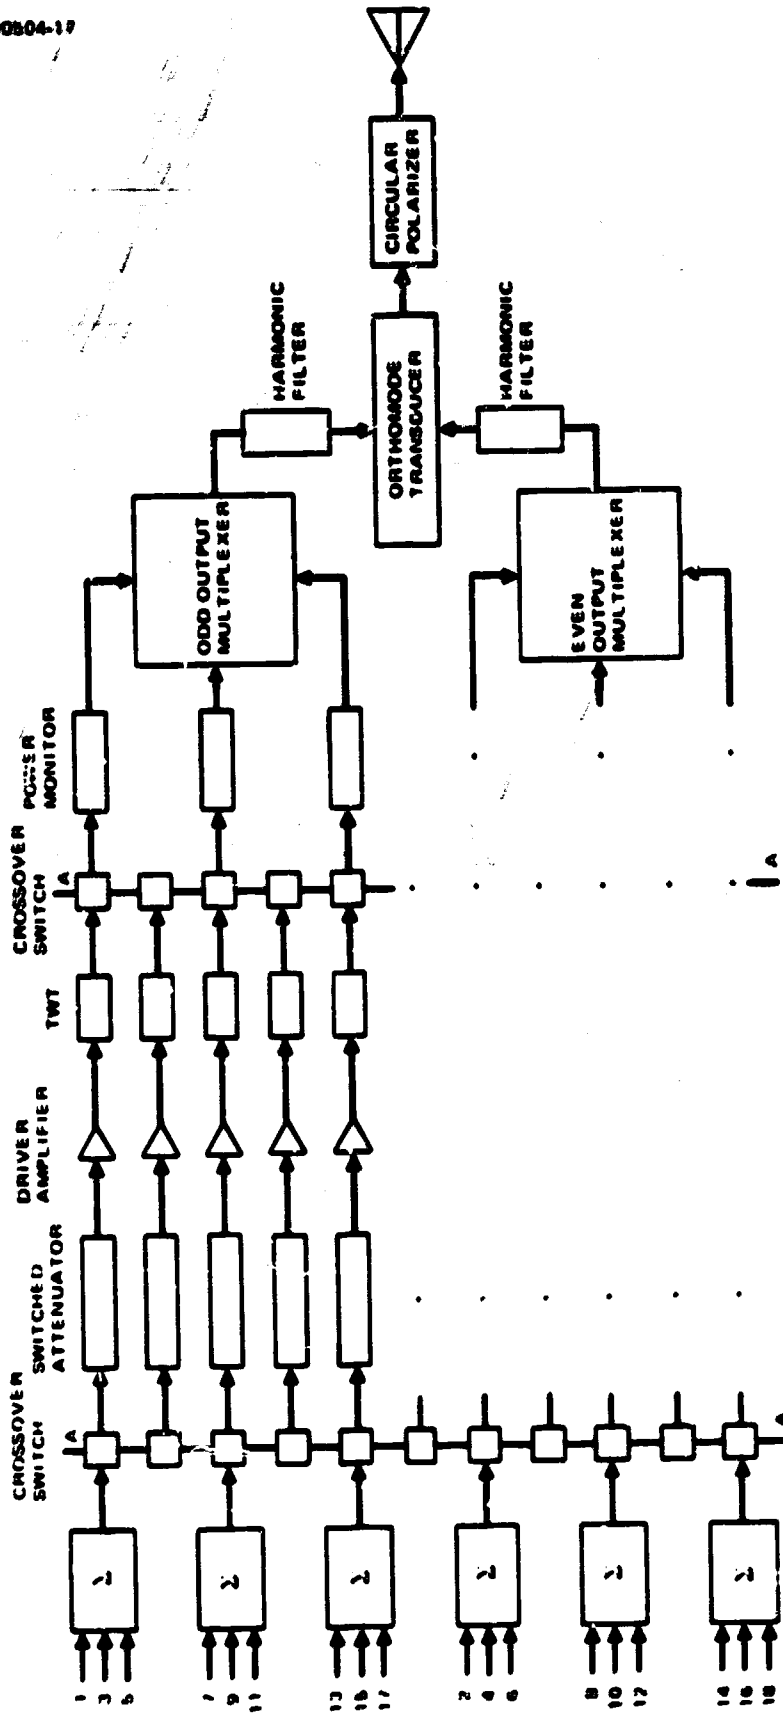 00504-17
CIRCULAR
POLARIZER
HARMONIC
FILTER
ORTHOMODE
TRANSDUCER
HARMONIC
FILTER
ODD OUTPUT
MULTIPLEXER
EVEN
OUTPUT
MULTIPLEXER
POWER
MONITOR
CROSSOVER
SWITCH
A
A
TWT
DRIVER
AMPLIFIER
SWITCHED
ATTENUATOR
CROSSOVER
SWITCH
A
A
Σ
Σ
Σ
Σ
Σ
Σ
1
3
5
7
9
11
13
15
17
2
4
6
8
10
12
14
16
18